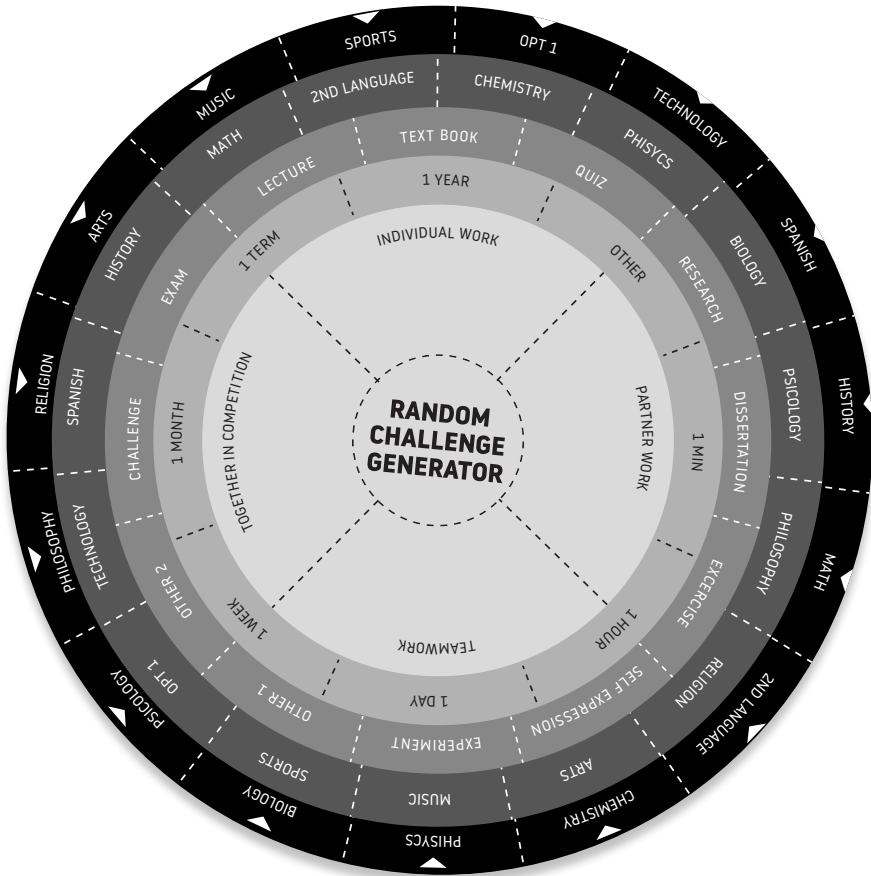 SPORTS
OPT 1
TECHNOLOGY
SPANISH
HISTORY
MATH
2ND LANGUAGE
CHEMISTRY
PHISYCS
BIOLOGY
PSICOLOGY
PHILOSOPHY
RELIGION
ARTS
MUSIC
2ND LANGUAGE
CHEMISTRY
PHISYCS
BIOLOGY
PSICOLOGY
PHILOSOPHY
RELIGION
ARTS
MUSIC
SPORTS
OPT 1
TECHNOLOGY
SPANISH
HISTORY
MATH
TEXT BOOK
QUIZ
RESEARCH
DISSERTATION
EXCERCISE
SELF EXPRESSION
EXPERIMENT
OTHER 1
OTHER 2
CHALLENGE
EXAM
LECTURE
1 YEAR
OTHER
1 MIN
1 HOUR
1 DAY
1 WEEK
1 MONTH
1 TERM
INDIVIDUAL WORK
PARTNER WORK
TEAMWORK
TOGETHER IN COMPETITION
RANDOM
CHALLENGE
GENERATOR